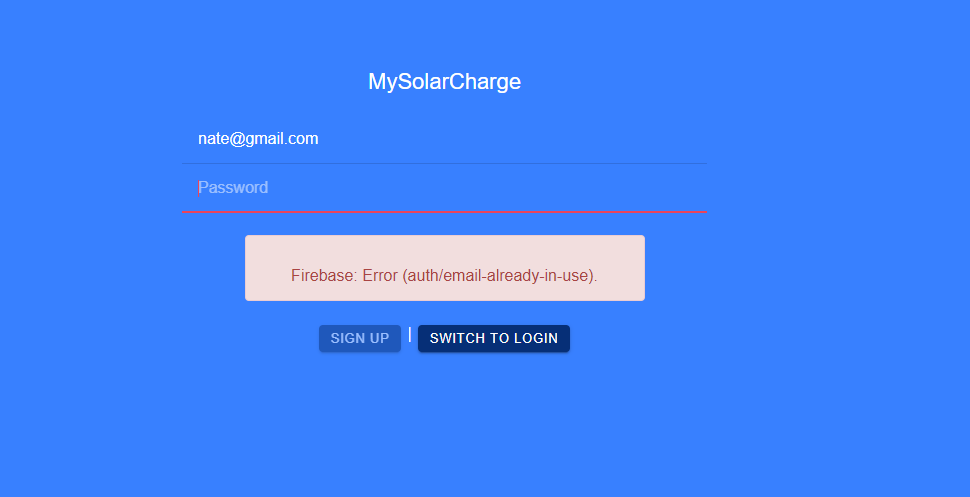 MySolarCharge
nate@gmail.com
Password
Firebase: Error (auth/email-already-in-use).
SIGN UP | SWITCH TO LOGIN